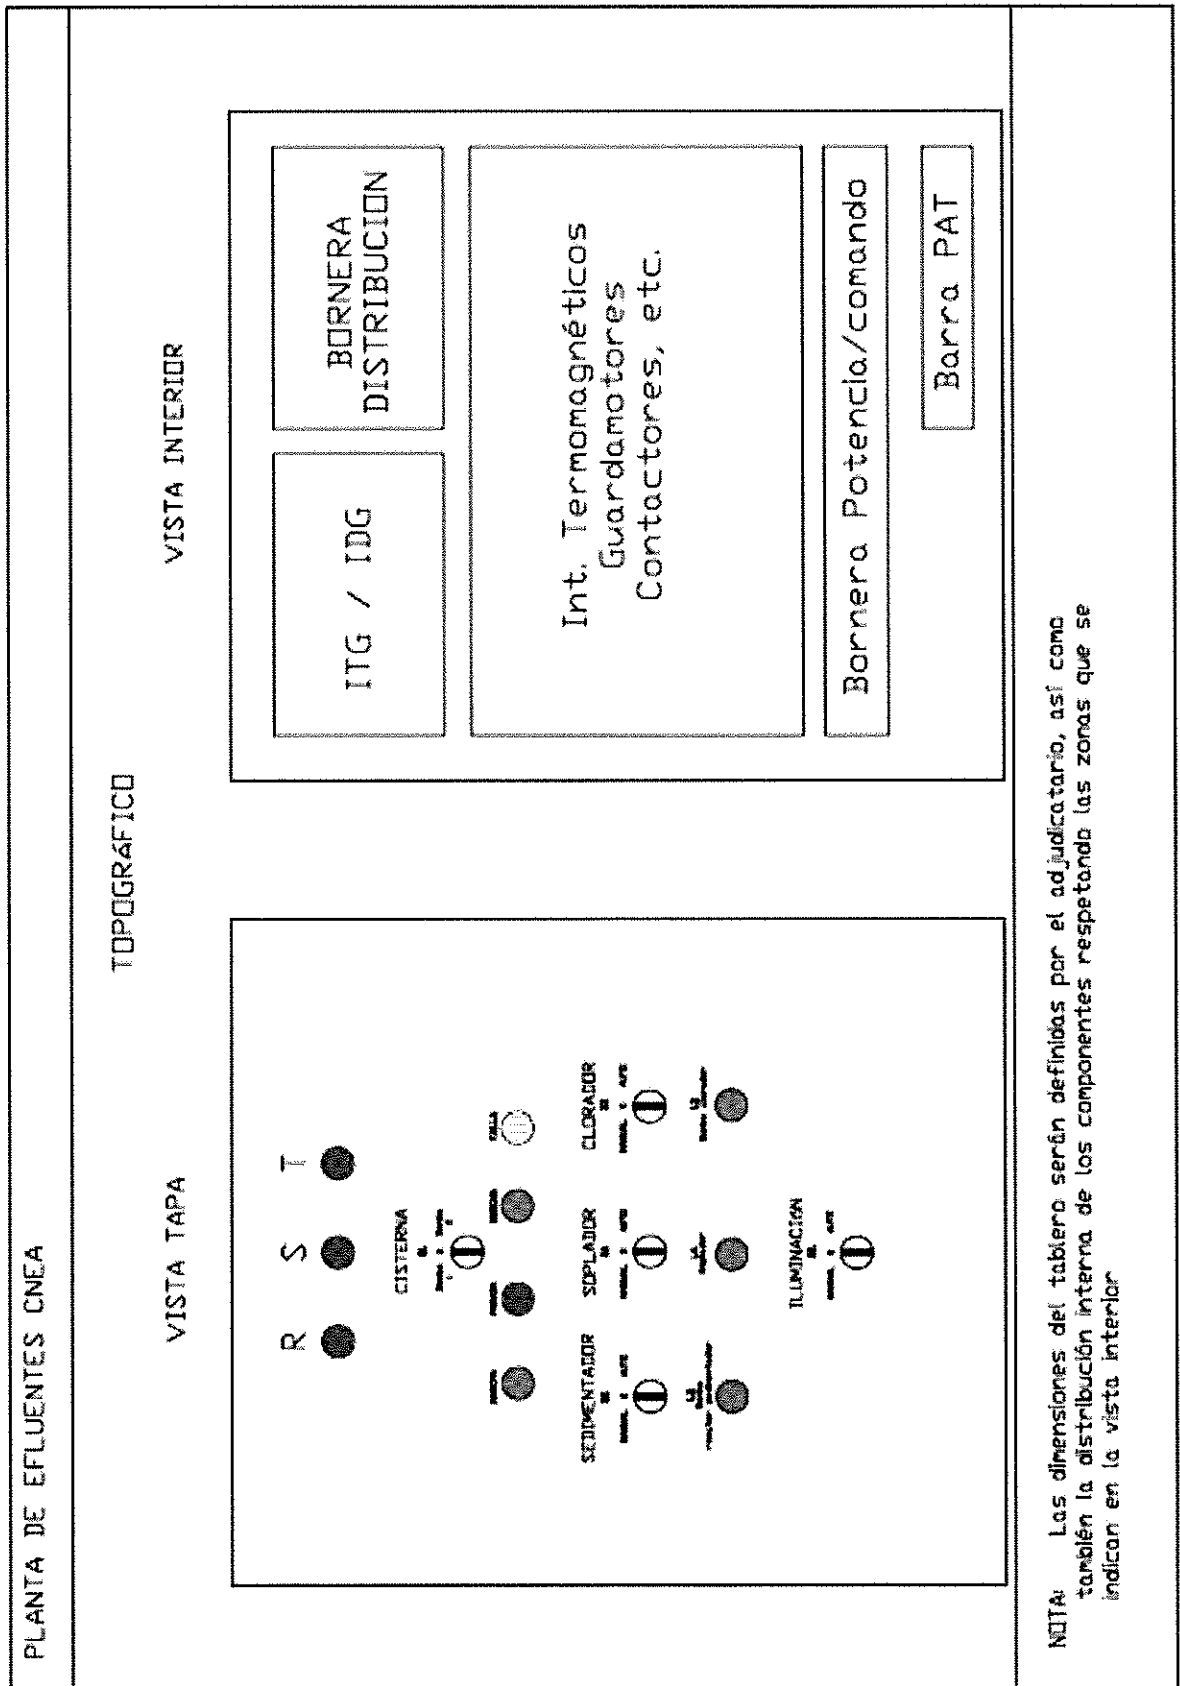 PLANTA DE EFLUENTES CNEA
TOPOGRÁFICO
VISTA TAPA
R S T
CISTERNA
FALLA
SEDIMENTADOR
SOPLADOR
CLORADOR
ILUMINACION
VISTA INTERIOR
ITG / IDG
BORNERA
DISTRIBUCION
Int. Termomagnéticos
Guardamotores
Contactores, etc.
Bornera Potencia/comando
Barra PAT
NOTA: Las dimensiones del tablero serán definidas por el adjudicatario, así como
también la distribución interna de los componentes respetando las zonas que se
indican en la vista interior